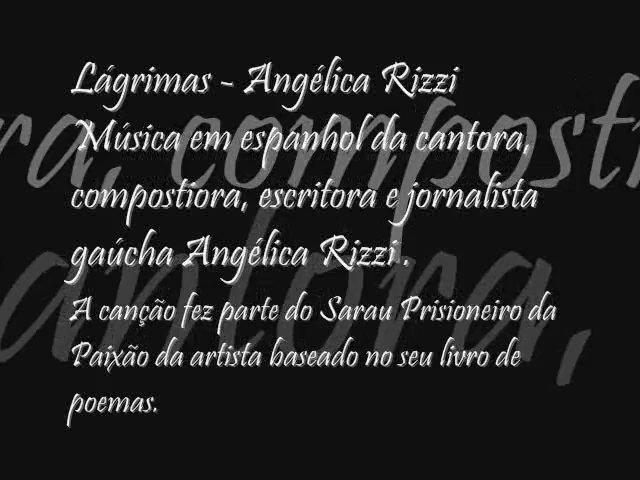 Lágrimas - Angélica Rizzi
Música em espanhol da cantora,
compostiora, escritora e jornalista
gaúcha Angélica Rizzi .
A canção fez parte do Sarau Prisioneiro da
Paixão da artista baseado no seu livro de
poemas.